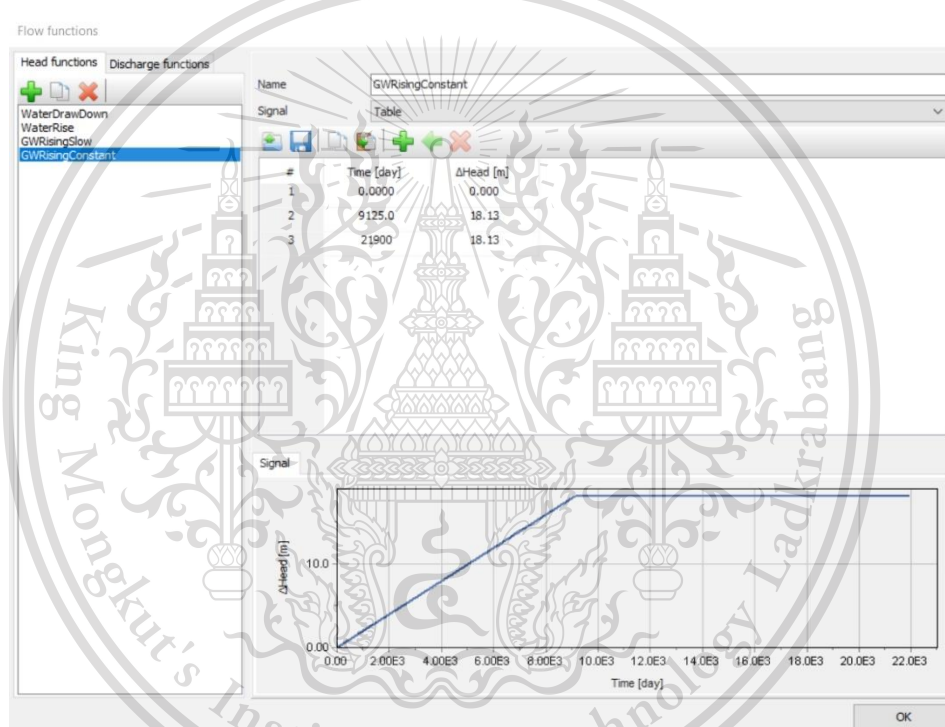 Flow functions
Head functions Discharge functions
WaterDrawDown
WaterRise
GWRisingSlow
GWRisingConstant
Name GWRisingConstant
Signal Table
# Time [day] ΔHead [m]
1 0.0000 0.000
2 9125.0 18.13
3 21900 18.13
Signal
ΔHead [m]
10.0
0.00
0.00 2.00E3 4.00E3 6.00E3 8.00E3 10.0E3 12.0E3 14.0E3 16.0E3 18.0E3 20.0E3 22.0E3
Time [day]
OK
King Mongkut's Institute of Technology Ladkrabang